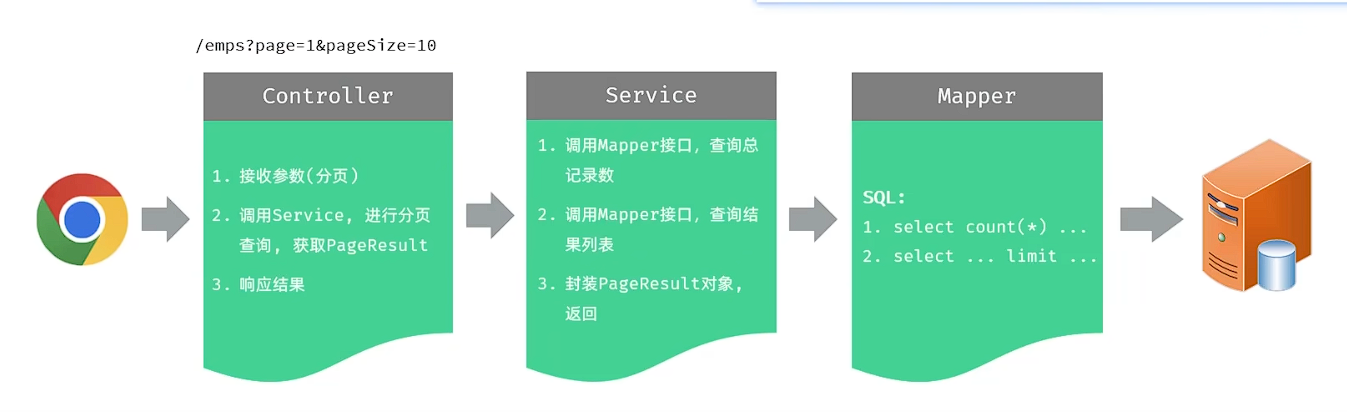 /emps?page=1&pageSize=10
Controller
1. 接收参数(分页)
2. 调用Service, 进行分页
查询, 获取PageResult
3. 响应结果
Service
1. 调用Mapper接口, 查询总
记录数
2. 调用Mapper接口, 查询结
果列表
3. 封装PageResult对象,
返回
Mapper
SQL:
1. select count(*) ...
2. select ... limit ...